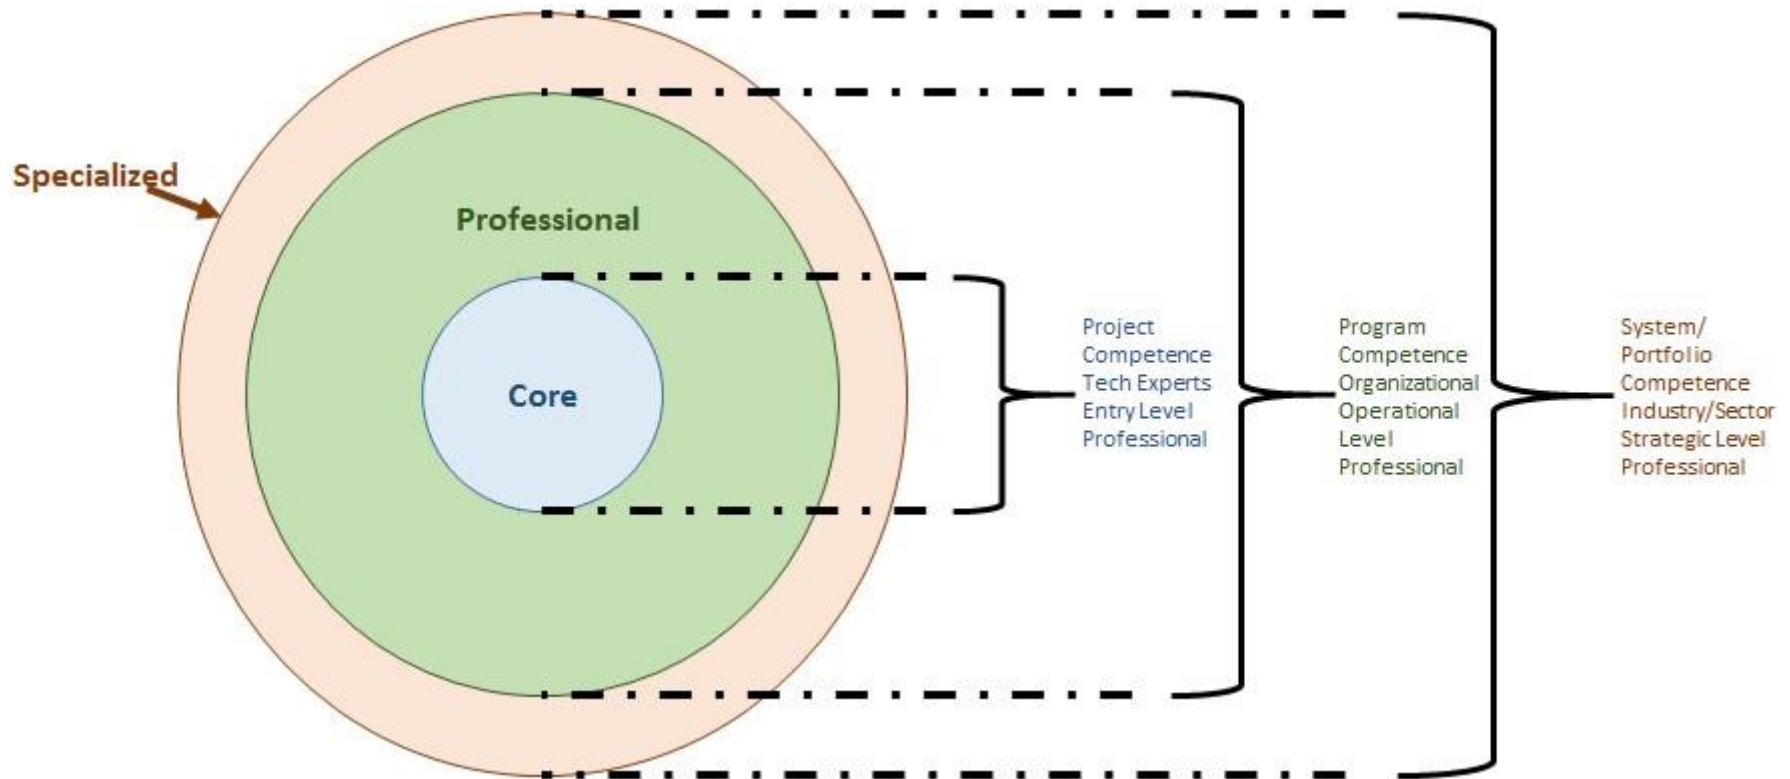 Specialized
Professional
Core
Project
Competence
Tech Experts
Entry Level
Professional
Program
Competence
Organizational
Operational
Level
Professional
System/
Portfolio
Competence
Industry/Sector
Strategic Level
Professional